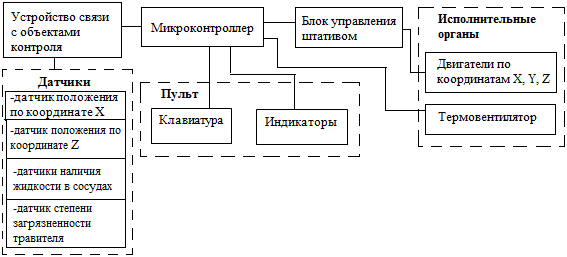 Устройство связи
с объектами
контроля
Микроконтроллер
Блок управления
штативом
Исполнительные
органы
Двигатели по
координатам X, Y, Z
Термовентилятор
Датчики
-датчик положения
по координате X
-датчик положения по
координате Z
-датчики наличия
жидкости в сосудах
-датчик степени
загрязненности
травителя
Пульт
Клавиатура
Индикаторы